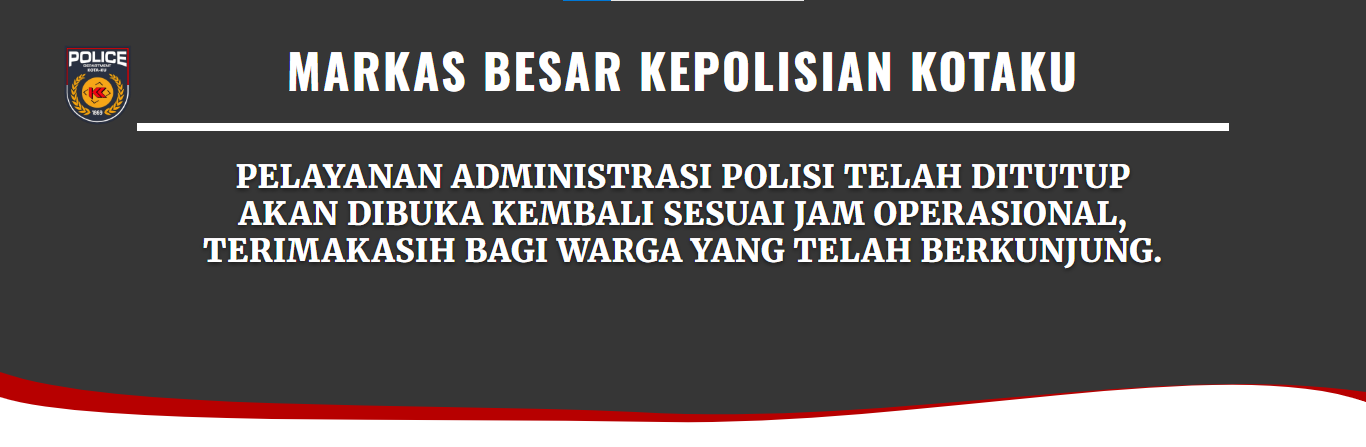 POLICE
DEPARTMENT
KOTA-KU
1969
MARKAS BESAR KEPOLISIAN KOTAKU
PELAYANAN ADMINISTRASI POLISI TELAH DITUTUP
AKAN DIBUKA KEMBALI SESUAI JAM OPERASIONAL,
TERIMAKASIH BAGI WARGA YANG TELAH BERKUNJUNG.